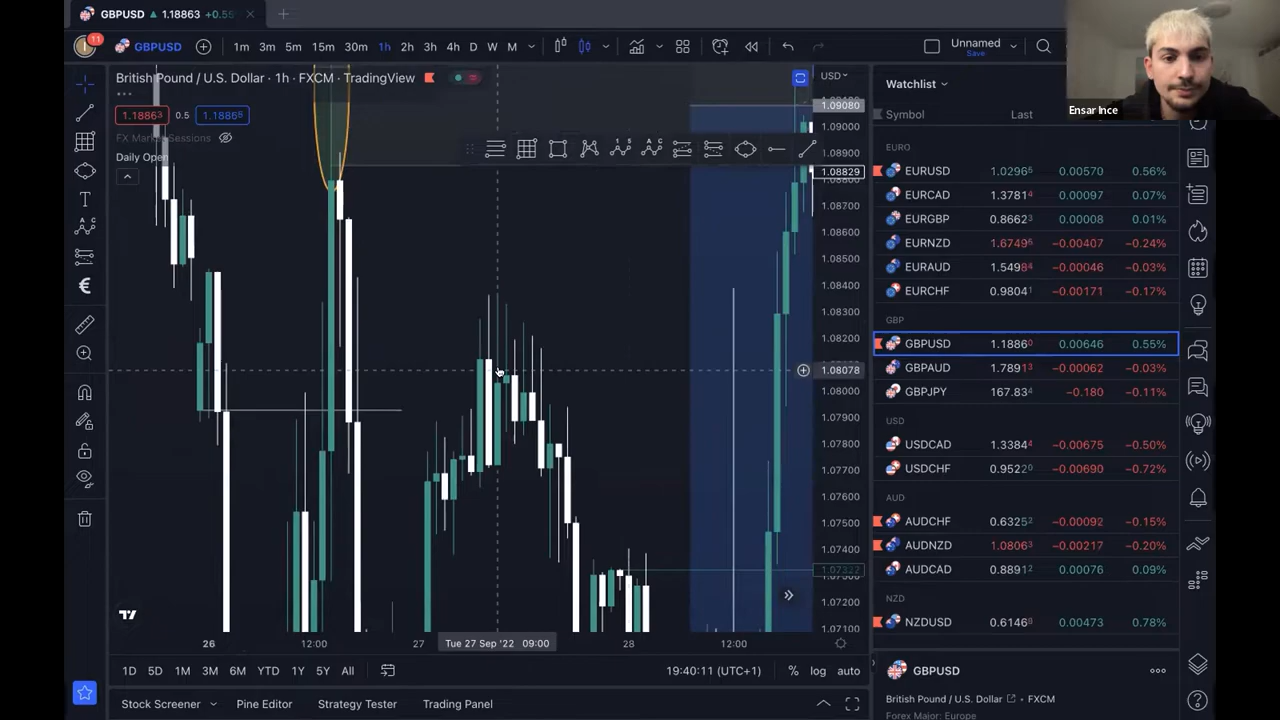 GBPUSD ▲ 1.18863 +0.55
11
GBPUSD
1m 3m 5m 15m 30m 1h 2h 3h 4h D W M
Unnamed
Save
British Pound / U.S. Dollar · 1h · FXCM · TradingView
1.18863 0.5 1.18865
FX Market Sessions
Daily Open
USD
1.09080
1.09000
1.08900
1.08829
1.08700
1.08600
1.08500
1.08400
1.08300
1.08200
1.08078
1.08000
1.07900
1.07800
1.07700
1.07600
1.07500
1.07400
1.07322
1.07200
1.07100
26 12:00 27 Tue 27 Sep '22 09:00 28 12:00
1D 5D 1M 3M 6M YTD 1Y 5Y All
19:40:11 (UTC+1) % log auto
Stock Screener Pine Editor Strategy Tester Trading Panel
Ensar Ince
Watchlist
Symbol Last
EURO
EURUSD 1.02966 0.00570 0.56%
EURCAD 1.37814 0.00097 0.07%
EURGBP 0.86623 0.00008 0.01%
EURNZD 1.67496 −0.00407 −0.24%
EURAUD 1.54984 −0.00046 −0.03%
EURCHF 0.98041 −0.00171 −0.17%
GBP
GBPUSD 1.18860 0.00646 0.55%
GBPAUD 1.78913 −0.00062 −0.03%
GBPJPY 167.834 −0.180 −0.11%
USD
USDCAD 1.33844 −0.00675 −0.50%
USDCHF 0.95220 −0.00690 −0.72%
AUD
AUDCHF 0.63252 −0.00092 −0.15%
AUDNZD 1.08063 −0.00217 −0.20%
AUDCAD 0.88912 0.00076 0.09%
NZD
NZDUSD 0.61468 0.00473 0.78%
GBPUSD
British Pound / U.S. Dollar · FXCM
Forex Major: Europe